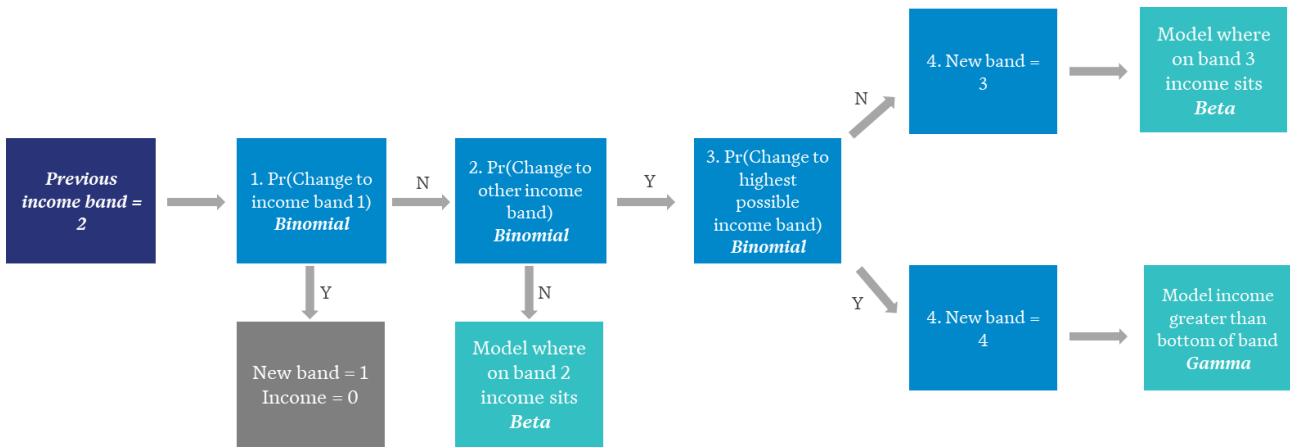 Previous
income band =
2
1. Pr(Change to
income band 1)
Binomial
N
Y
New band = 1
Income = 0
2. Pr(Change to
other income
band)
Binomial
Y
N
Model where
on band 2
income sits
Beta
3. Pr(Change to
highest
possible
income band)
Binomial
N
Y
4. New band =
3
Model where
on band 3
income sits
Beta
4. New band =
4
Model income
greater than
bottom of band
Gamma